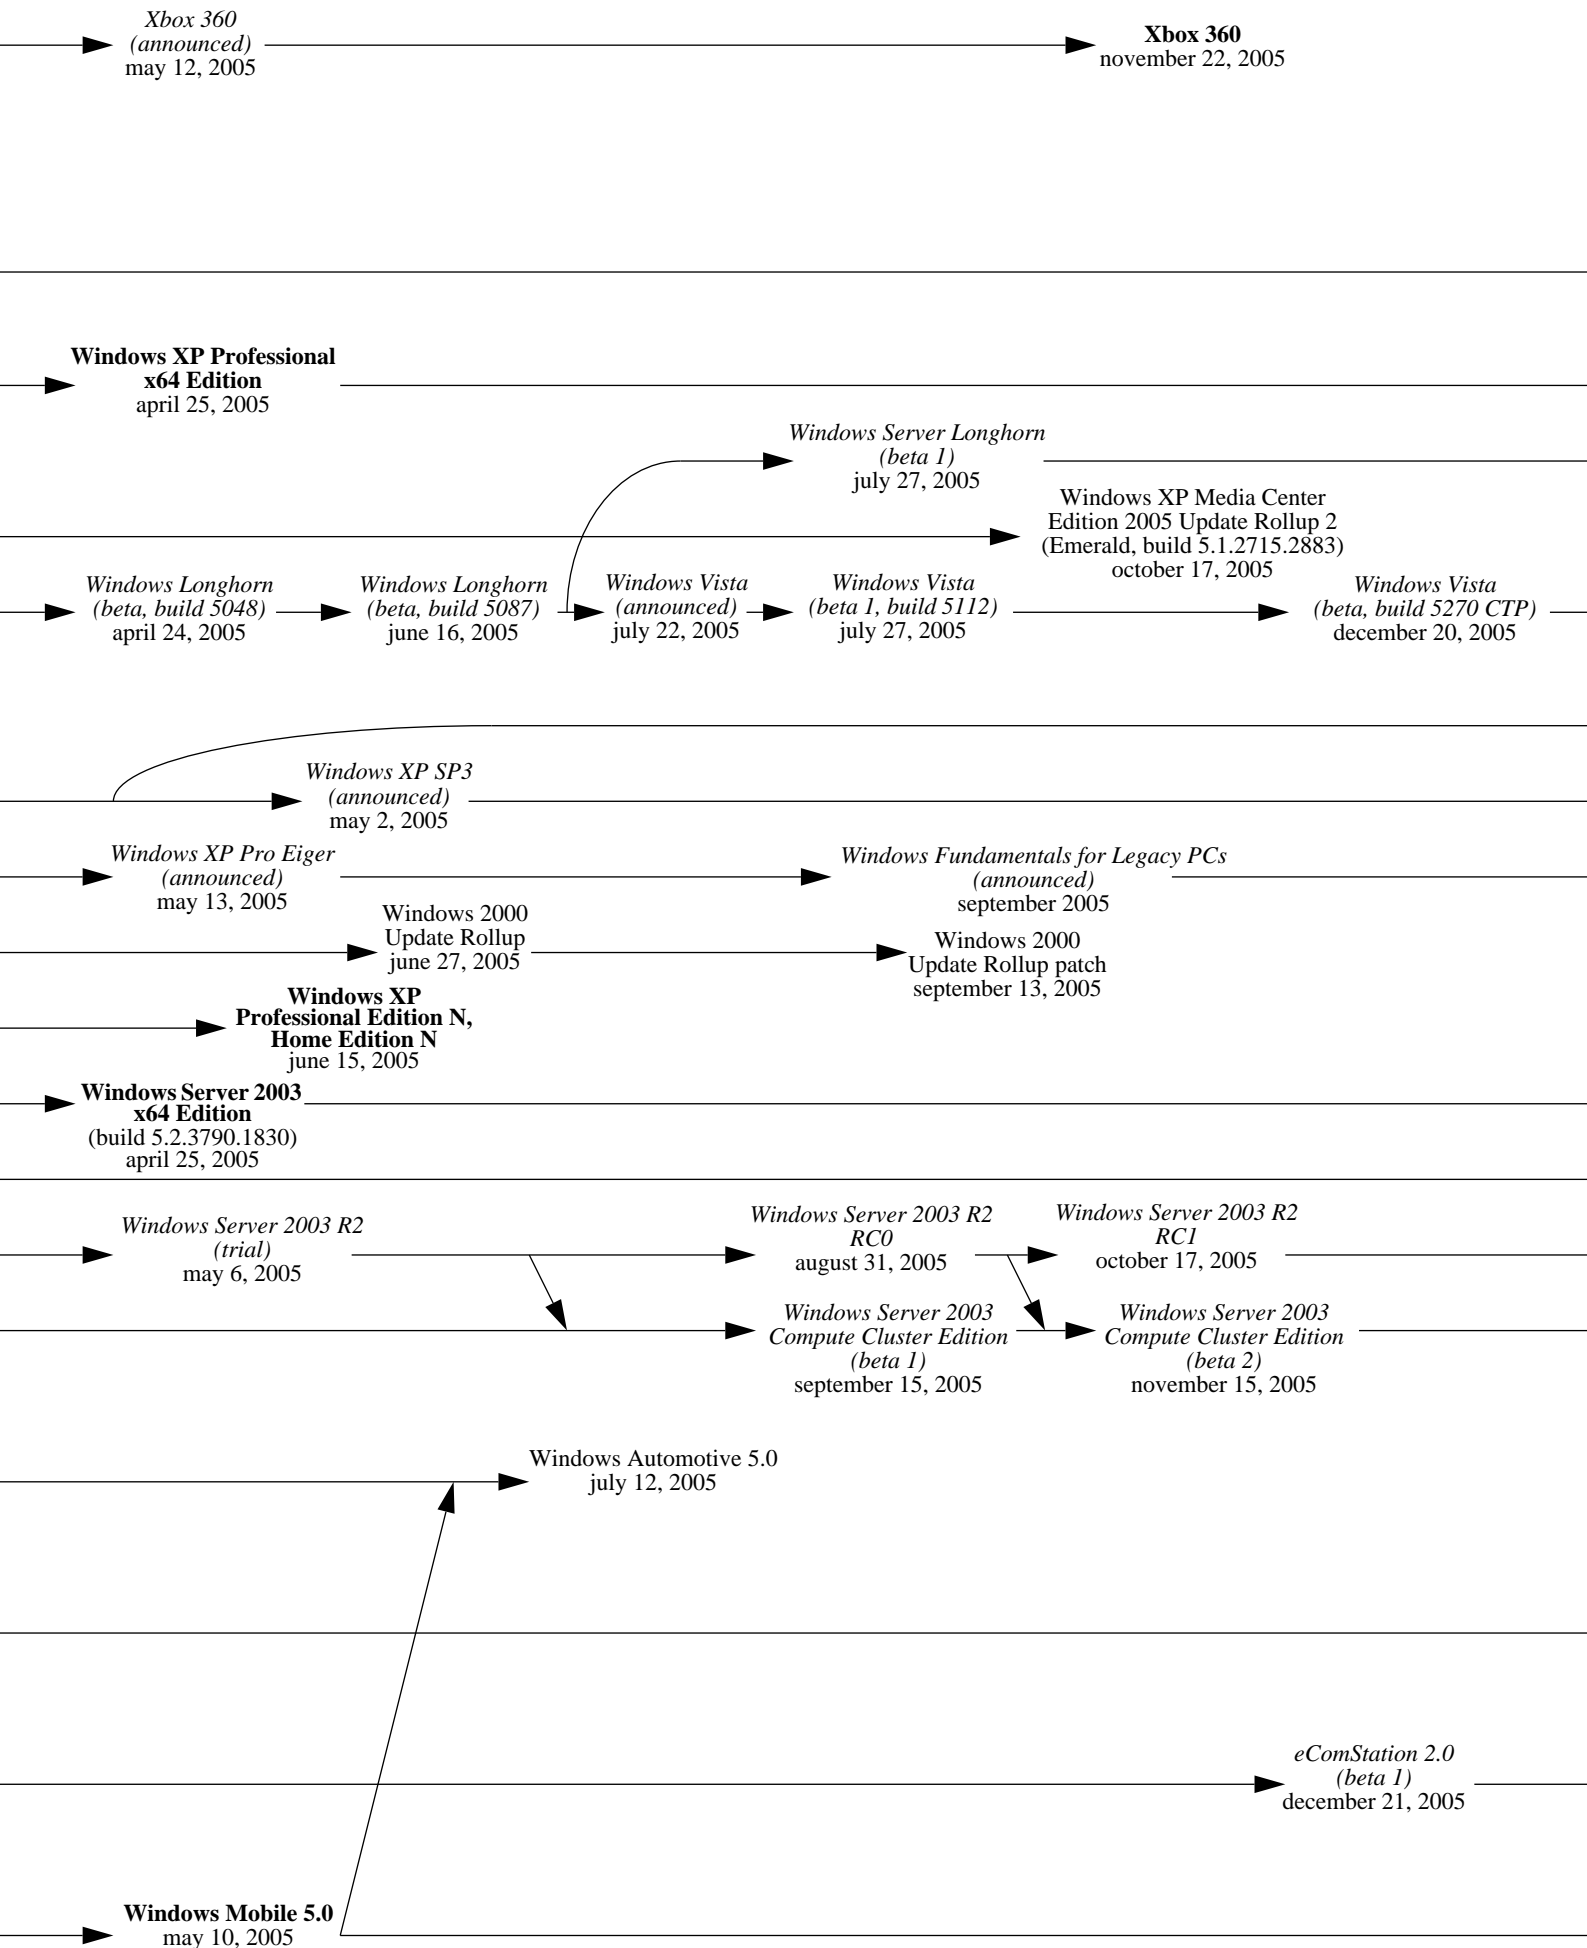 Xbox 360
(announced)
may 12, 2005
Xbox 360
november 22, 2005
Windows XP Professional
x64 Edition
april 25, 2005
Windows Server Longhorn
(beta 1)
july 27, 2005
Windows XP Media Center
Edition 2005 Update Rollup 2
(Emerald, build 5.1.2715.2883)
october 17, 2005
Windows Longhorn
(beta, build 5048)
april 24, 2005
Windows Longhorn
(beta, build 5087)
june 16, 2005
Windows Vista
(announced)
july 22, 2005
Windows Vista
(beta 1, build 5112)
july 27, 2005
Windows Vista
(beta, build 5270 CTP)
december 20, 2005
Windows XP SP3
(announced)
may 2, 2005
Windows XP Pro Eiger
(announced)
may 13, 2005
Windows Fundamentals for Legacy PCs
(announced)
september 2005
Windows 2000
Update Rollup
june 27, 2005
Windows 2000
Update Rollup patch
september 13, 2005
Windows XP
Professional Edition N,
Home Edition N
june 15, 2005
Windows Server 2003
x64 Edition
(build 5.2.3790.1830)
april 25, 2005
Windows Server 2003 R2
(trial)
may 6, 2005
Windows Server 2003 R2
RC0
august 31, 2005
Windows Server 2003 R2
RC1
october 17, 2005
Windows Server 2003
Compute Cluster Edition
(beta 1)
september 15, 2005
Windows Server 2003
Compute Cluster Edition
(beta 2)
november 15, 2005
Windows Automotive 5.0
july 12, 2005
eComStation 2.0
(beta 1)
december 21, 2005
Windows Mobile 5.0
may 10, 2005